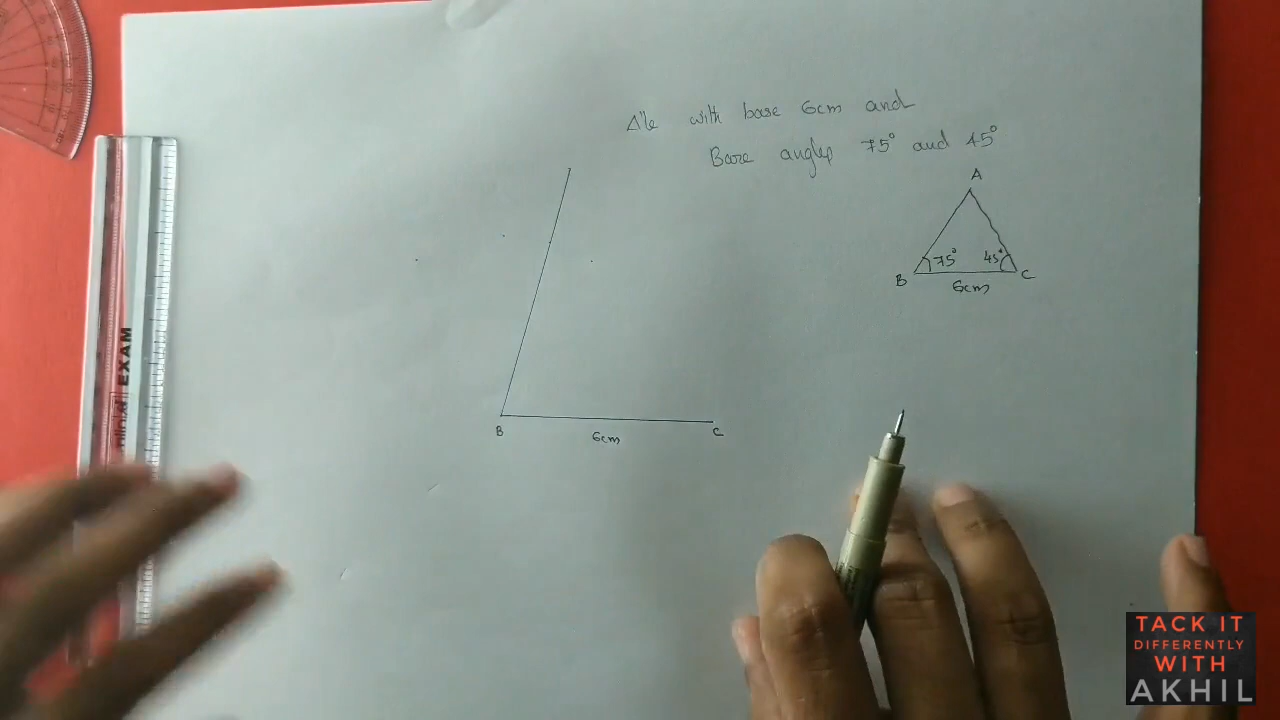 Δ'le with base 6cm and
Base angles 75° and 45°
A
75° 45°
B C
6cm
B C
6cm
EXAM
TACK IT
DIFFERENTLY
WITH
AKHIL